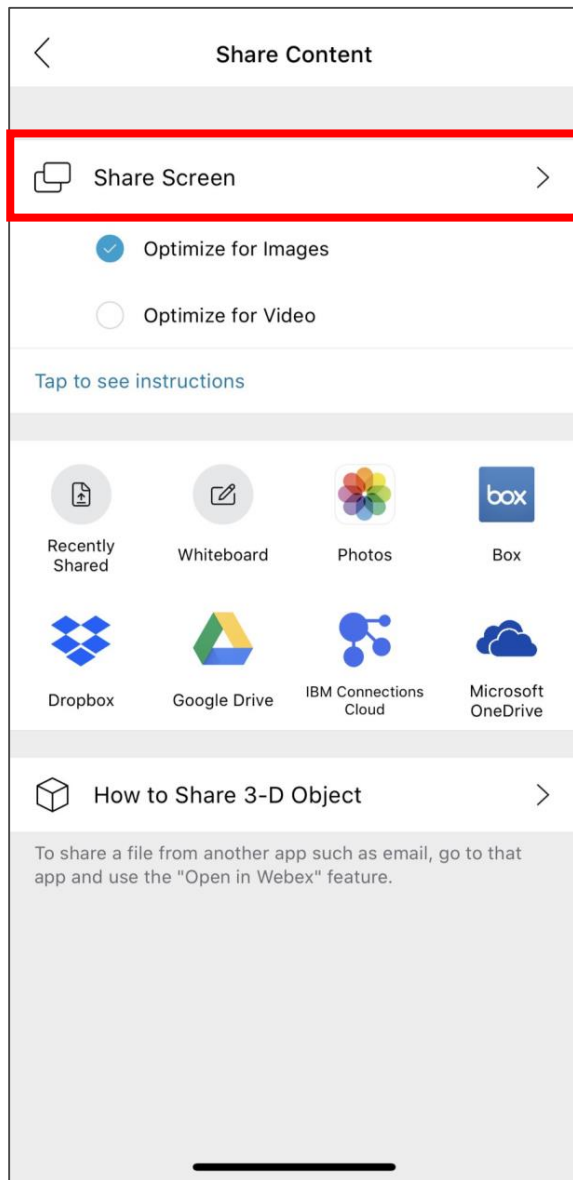 Share Content
Share Screen
Optimize for Images
Optimize for Video
Tap to see instructions
Recently
Shared
Whiteboard
Photos
box
Box
Dropbox
Google Drive
IBM Connections
Cloud
Microsoft
OneDrive
How to Share 3-D Object
To share a file from another app such as email, go to that
app and use the "Open in Webex" feature.